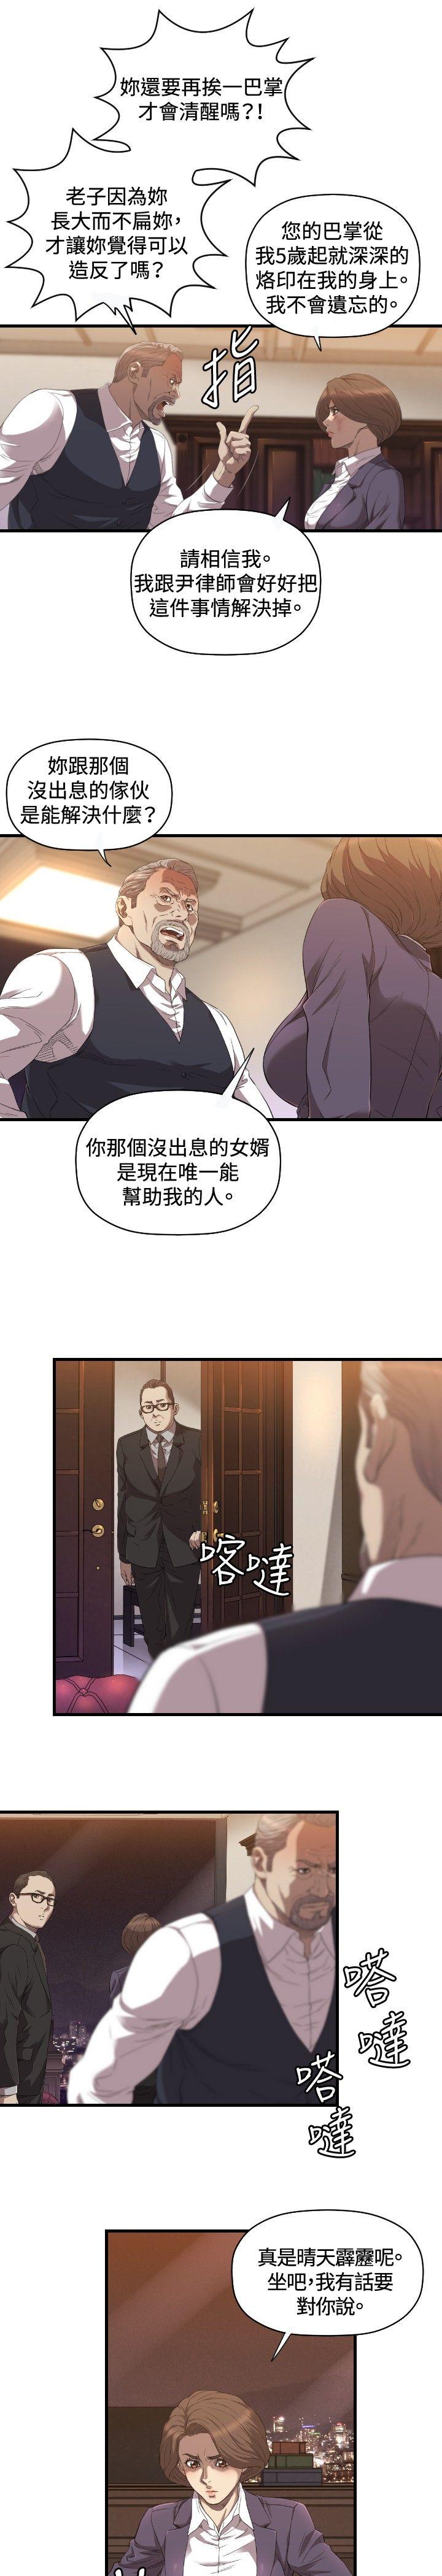 妳還要再挨一巴掌
才會清醒嗎?!
老子因為妳
長大而不扁妳,
才讓妳覺得可以
造反了嗎?
您的巴掌從
我5歲起就深深的
烙印在我的身上。
我不會遺忘的。
指
請相信我。
我跟尹律師會好好把
這件事情解決掉。
妳跟那個
沒出息的傢伙
是能解決什麼?
你那個沒出息的女婿
是現在唯一能
幫助我的人。
喀噠
嗒
噠
嗒
噠
真是晴天霹靂呢。
坐吧,我有話要
對你說。